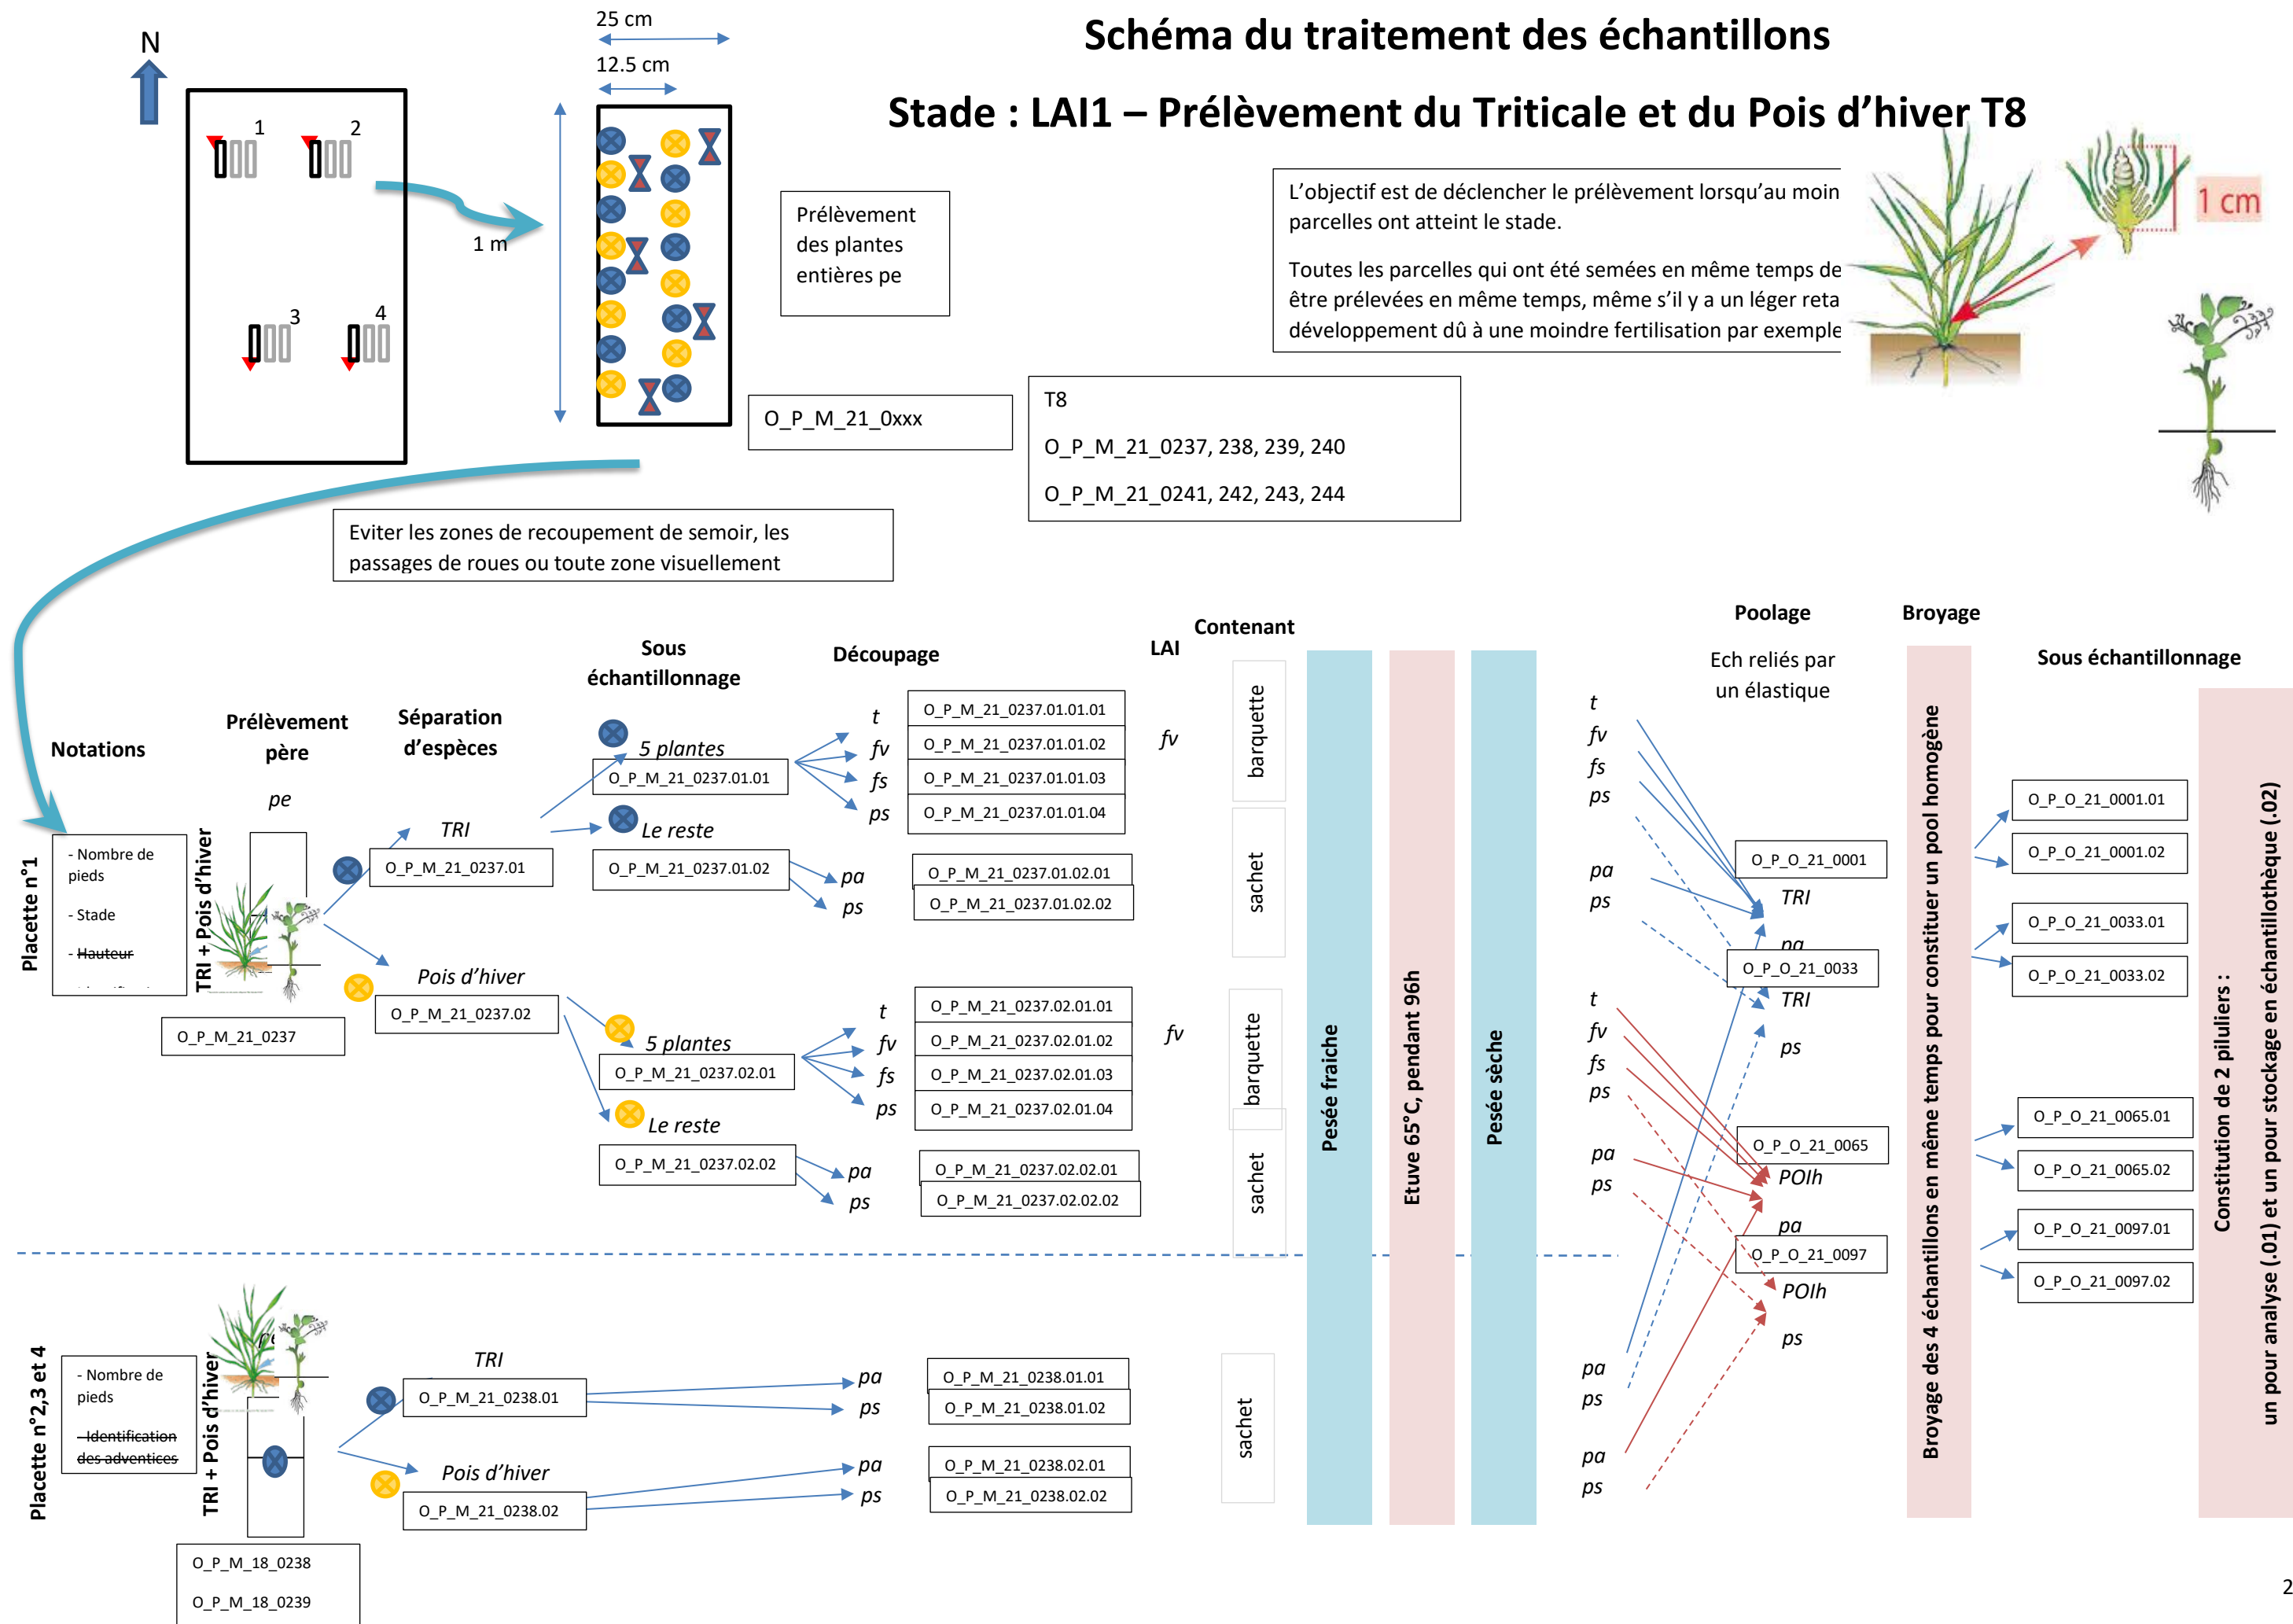 Schéma du traitement des échantillons
Stade : LAI1 – Prélèvement du Triticale et du Pois d’hiver T8
N
1
2
3
4
25 cm
12.5 cm
1 m
Prélèvement
des plantes
entières pe
L’objectif est de déclencher le prélèvement lorsqu’au moin
parcelles ont atteint le stade.
Toutes les parcelles qui ont été semées en même temps de
être prélevées en même temps, même s’il y a un léger reta
développement dû à une moindre fertilisation par exemple
1 cm
O_P_M_21_0xxx
T8
O_P_M_21_0237, 238, 239, 240
O_P_M_21_0241, 242, 243, 244
Eviter les zones de recoupement de semoir, les
passages de roues ou toute zone visuellement
Notations
Prélèvement
père
Séparation
d’espèces
Sous
échantillonnage
Découpage
LAI
Contenant
Poolage
Ech reliés par
un élastique
Broyage
Sous échantillonnage
Placette n°1
- Nombre de
pieds
- Stade
- Hauteur
TRI + Pois d’hiver
pe
O_P_M_21_0237
TRI
O_P_M_21_0237.01
Pois d’hiver
O_P_M_21_0237.02
5 plantes
O_P_M_21_0237.01.01
Le reste
O_P_M_21_0237.01.02
5 plantes
O_P_M_21_0237.02.01
Le reste
O_P_M_21_0237.02.02
t
O_P_M_21_0237.01.01.01
fv
O_P_M_21_0237.01.01.02
fs
O_P_M_21_0237.01.01.03
ps
O_P_M_21_0237.01.01.04
pa
O_P_M_21_0237.01.02.01
ps
O_P_M_21_0237.01.02.02
t
O_P_M_21_0237.02.01.01
fv
O_P_M_21_0237.02.01.02
fs
O_P_M_21_0237.02.01.03
ps
O_P_M_21_0237.02.01.04
pa
O_P_M_21_0237.02.02.01
ps
O_P_M_21_0237.02.02.02
fv
fv
barquette
sachet
barquette
sachet
Pesée fraiche
Etuve 65°C, pendant 96h
Pesée sèche
t
fv
fs
ps
pa
ps
t
fv
fs
ps
pa
ps
pa
ps
pa
ps
O_P_O_21_0001
TRI
pa
O_P_O_21_0033
TRI
ps
O_P_O_21_0065
POIh
pa
O_P_O_21_0097
POIh
ps
Broyage des 4 échantillons en même temps pour constituer un pool homogène
O_P_O_21_0001.01
O_P_O_21_0001.02
O_P_O_21_0033.01
O_P_O_21_0033.02
O_P_O_21_0065.01
O_P_O_21_0065.02
O_P_O_21_0097.01
O_P_O_21_0097.02
Constitution de 2 piluliers :
un pour analyse (.01) et un pour stockage en échantillothèque (.02)
Placette n°2,3 et 4
- Nombre de
pieds
- Identification
des adventices
TRI + Pois d’hiver
O_P_M_18_0238
O_P_M_18_0239
TRI
O_P_M_21_0238.01
Pois d’hiver
O_P_M_21_0238.02
pa
O_P_M_21_0238.01.01
ps
O_P_M_21_0238.01.02
pa
O_P_M_21_0238.02.01
ps
O_P_M_21_0238.02.02
sachet
2